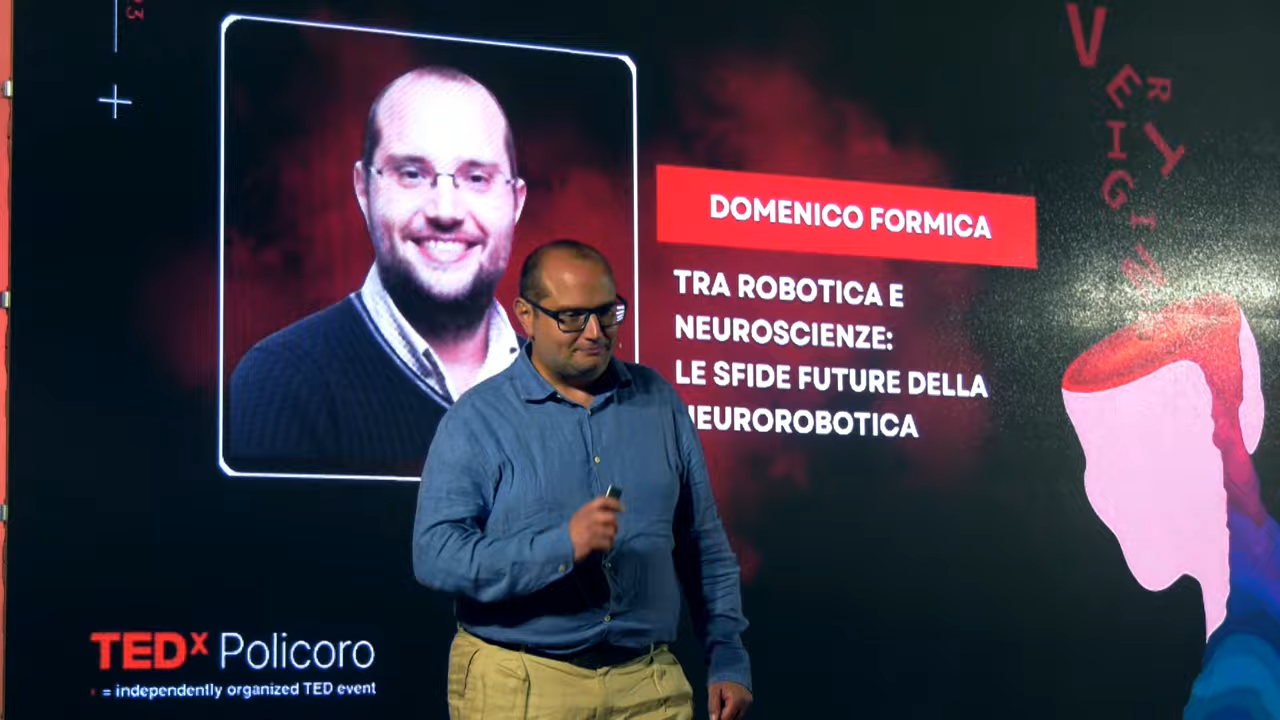 DOMENICO FORMICA
TRA ROBOTICA E
NEUROSCIENZE:
LE SFIDE FUTURE DELLA
NEUROROBOTICA
TEDx Policoro
x = independently organized TED event